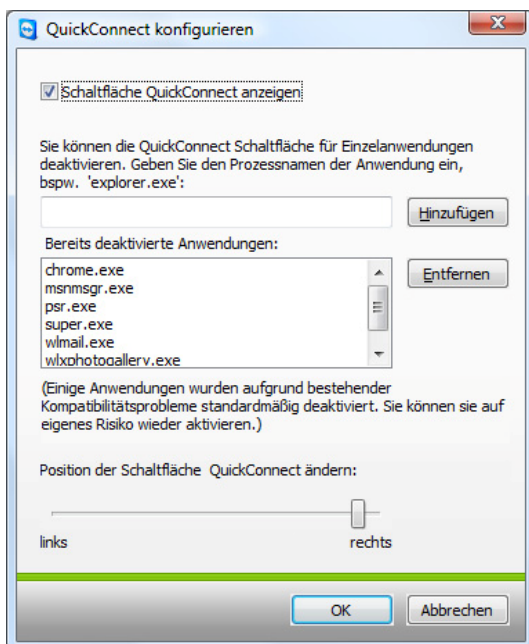 QuickConnect konfigurieren
Schaltfläche QuickConnect anzeigen
Sie können die QuickConnect Schaltfläche für Einzelanwendungen
deaktivieren. Geben Sie den Prozessnamen der Anwendung ein,
bspw. 'explorer.exe':
Hinzufügen
Bereits deaktivierte Anwendungen:
chrome.exe
msnmsgr.exe
psr.exe
super.exe
wlmail.exe
wlxphotogallery.exe
Entfernen
(Einige Anwendungen wurden aufgrund bestehender
Kompatibilitätsprobleme standardmäßig deaktiviert. Sie können sie auf
eigenes Risiko wieder aktivieren.)
Position der Schaltfläche QuickConnect ändern:
links rechts
OK Abbrechen